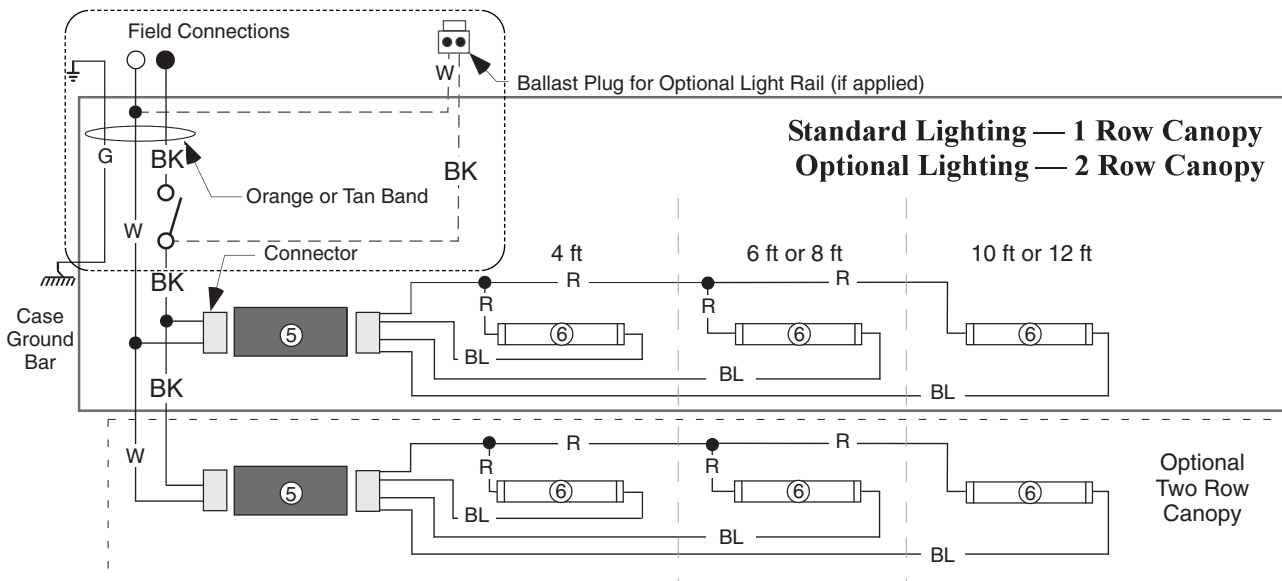 Field Connections
W
Ballast Plug for Optional Light Rail (if applied)
Standard Lighting — 1 Row Canopy
Optional Lighting — 2 Row Canopy
G
BK
BK
Orange or Tan Band
W
Connector
4 ft
6 ft or 8 ft
10 ft or 12 ft
BK
R
R
R
R
Case
Ground
Bar
5
6
6
6
BL
BL
BL
BK
W
R
R
R
R
5
6
6
6
BL
BL
BL
Optional
Two Row
Canopy